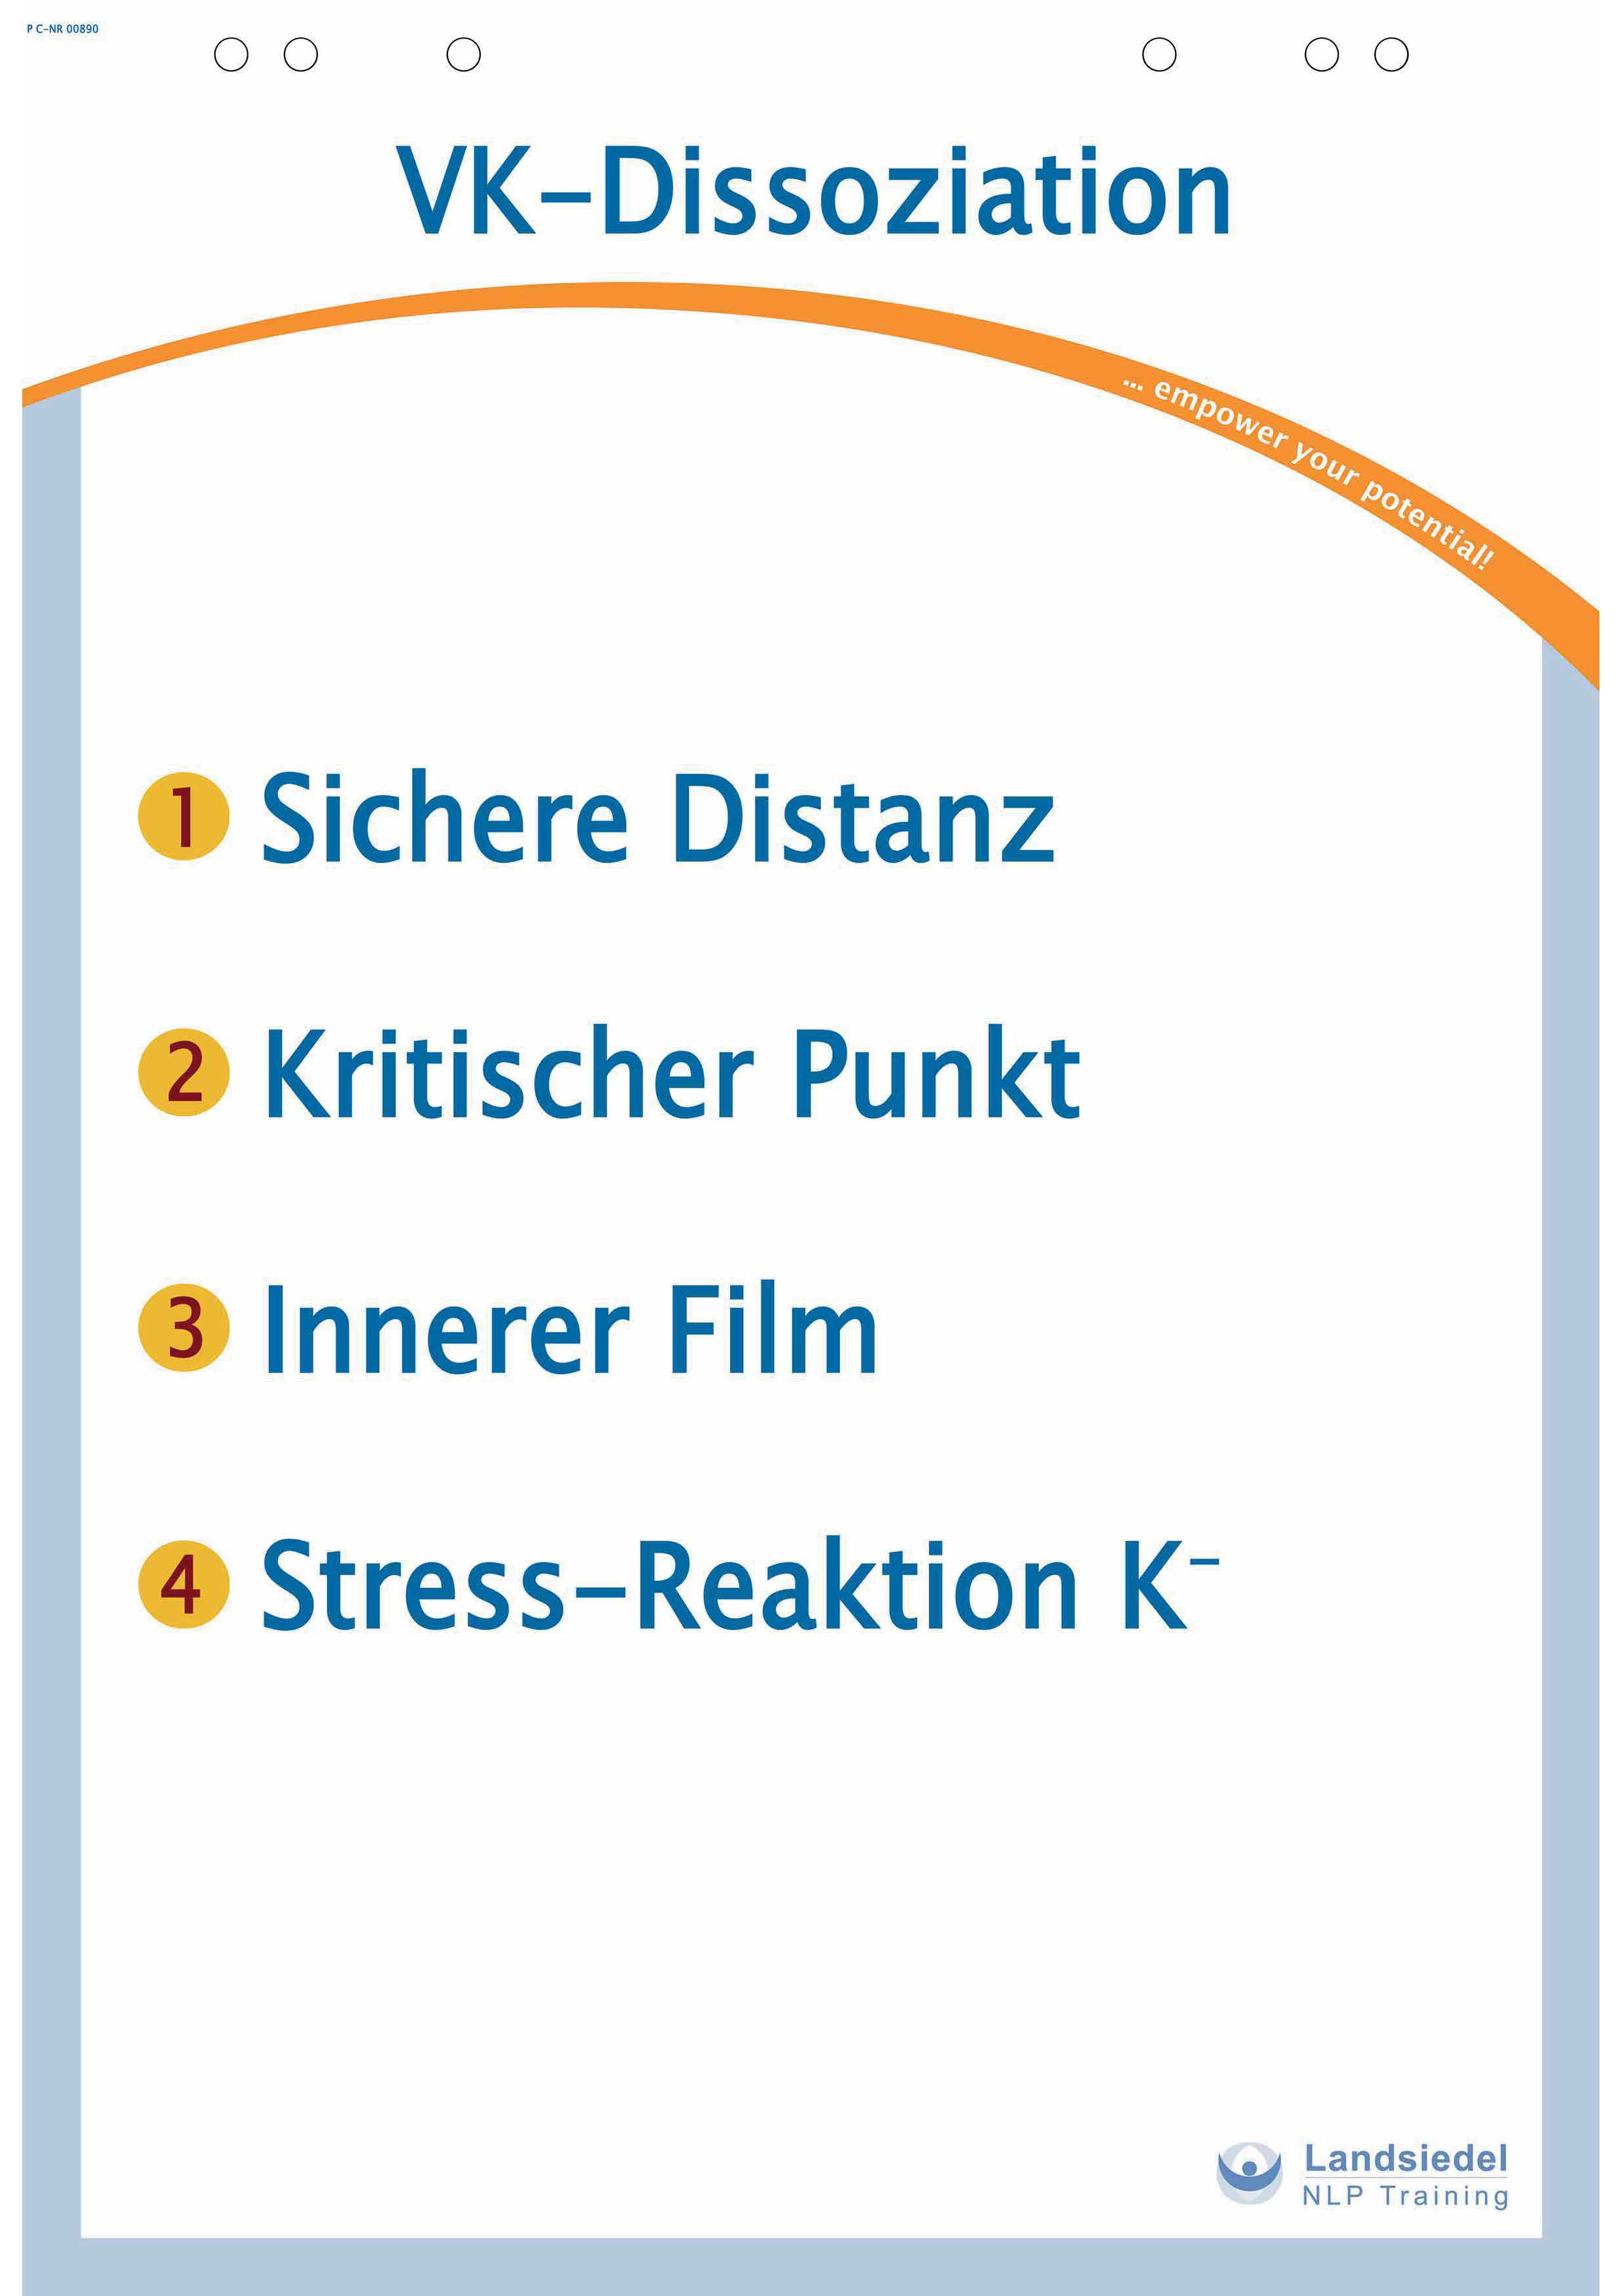 P C-NR 00890
VK-Dissoziation
... empower your potential!
1 Sichere Distanz
2 Kritischer Punkt
3 Innerer Film
4 Stress-Reaktion K⁻
Landsiedel
NLP Training